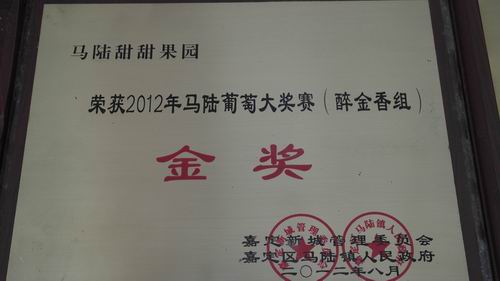 马陆甜甜果园
荣获2012年马陆葡萄大奖赛（醉金香组）
金奖
嘉定新城管理委员会
嘉定区马陆镇人民政府
二〇一二年八月